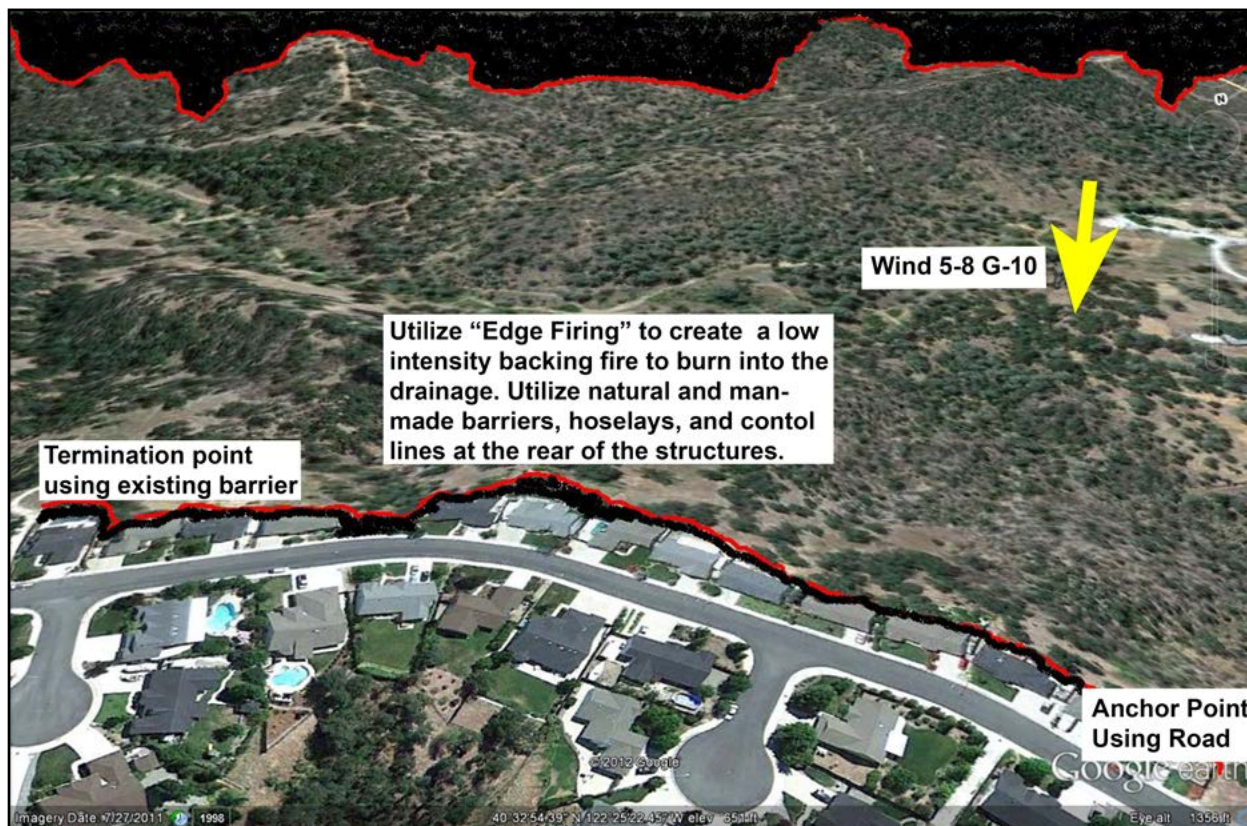 N
Wind 5-8 G-10
Utilize “Edge Firing” to create a low
intensity backing fire to burn into the
drainage. Utilize natural and man-
made barriers, hoselays, and contol
lines at the rear of the structures.
Termination point
using existing barrier
Anchor Point
Using Road
©2012 Google
Google earth
Imagery Date: 7/27/2011 1998 40°32'54.39" N 122°25'22.45" W elev 651 ft Eye alt 1356 ft